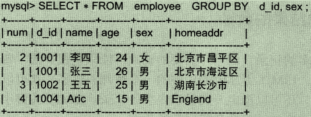 mysql> SELECT * FROM employee GROUP BY d_id, sex ;
+------+------+------+------+------+--------------------+
| num | d_id | name | age | sex | homeaddr |
+------+------+------+------+------+--------------------+
| 2 | 1001 | 李四 | 24 | 女 | 北京市昌平区 |
| 1 | 1001 | 张三 | 26 | 男 | 北京市海淀区 |
| 3 | 1002 | 王五 | 25 | 男 | 湖南长沙市 |
| 4 | 1004 | Aric | 15 | 男 | England |
+------+------+------+------+------+--------------------+